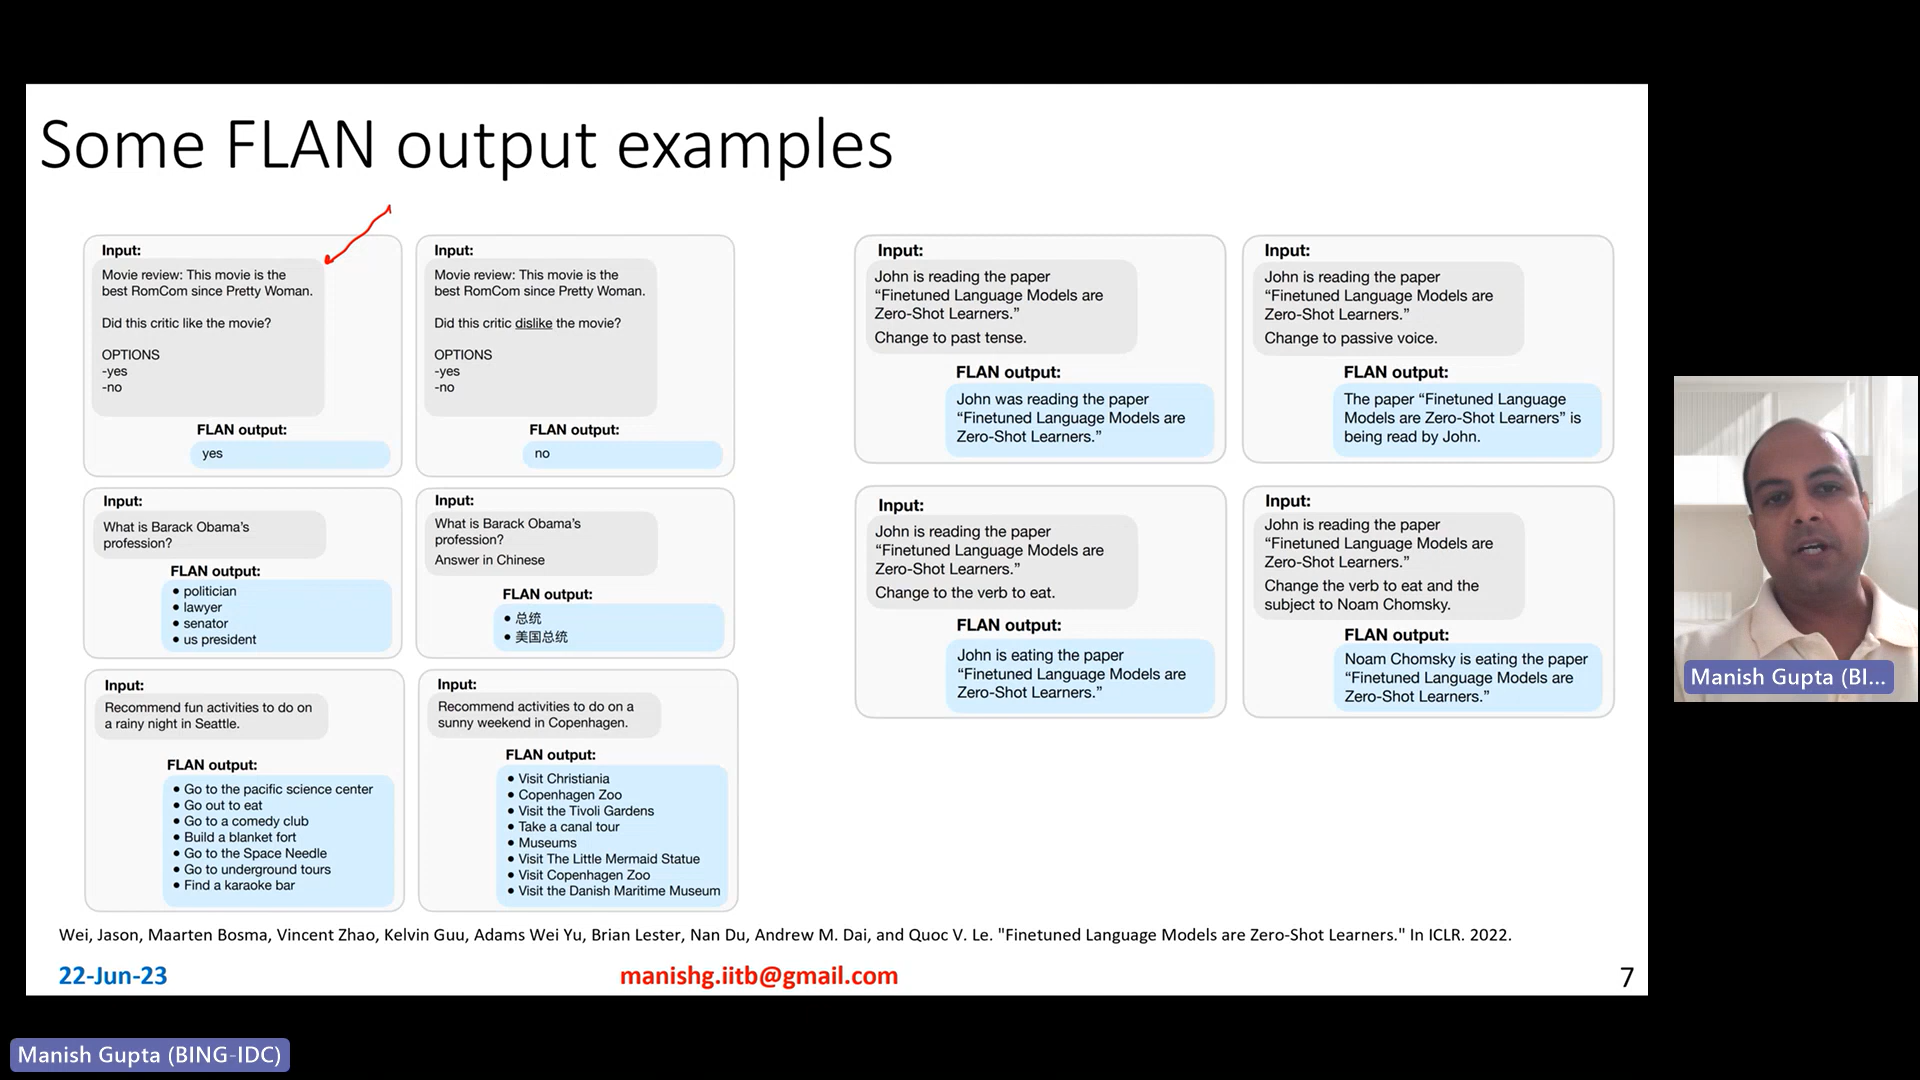 Some FLAN output examples
Input:
Movie review: This movie is the
best RomCom since Pretty Woman.
Did this critic like the movie?
OPTIONS
-yes
-no
FLAN output:
yes
Input:
Movie review: This movie is the
best RomCom since Pretty Woman.
Did this critic dislike the movie?
OPTIONS
-yes
-no
FLAN output:
no
Input:
What is Barack Obama's
profession?
FLAN output:
• politician
• lawyer
• senator
• us president
Input:
What is Barack Obama's
profession?
Answer in Chinese
FLAN output:
• 总统
• 美国总统
Input:
Recommend fun activities to do on
a rainy night in Seattle.
FLAN output:
• Go to the pacific science center
• Go out to eat
• Go to a comedy club
• Build a blanket fort
• Go to the Space Needle
• Go to underground tours
• Find a karaoke bar
Input:
Recommend activities to do on a
sunny weekend in Copenhagen.
FLAN output:
• Visit Christiania
• Copenhagen Zoo
• Visit the Tivoli Gardens
• Take a canal tour
• Museums
• Visit The Little Mermaid Statue
• Visit Copenhagen Zoo
• Visit the Danish Maritime Museum
Input:
John is reading the paper
“Finetuned Language Models are
Zero-Shot Learners.”
Change to past tense.
FLAN output:
John was reading the paper
“Finetuned Language Models are
Zero-Shot Learners.”
Input:
John is reading the paper
“Finetuned Language Models are
Zero-Shot Learners.”
Change to passive voice.
FLAN output:
The paper “Finetuned Language
Models are Zero-Shot Learners” is
being read by John.
Input:
John is reading the paper
“Finetuned Language Models are
Zero-Shot Learners.”
Change to the verb to eat.
FLAN output:
John is eating the paper
“Finetuned Language Models are
Zero-Shot Learners.”
Input:
John is reading the paper
“Finetuned Language Models are
Zero-Shot Learners.”
Change the verb to eat and the
subject to Noam Chomsky.
FLAN output:
Noam Chomsky is eating the paper
“Finetuned Language Models are
Zero-Shot Learners.”
Wei, Jason, Maarten Bosma, Vincent Zhao, Kelvin Guu, Adams Wei Yu, Brian Lester, Nan Du, Andrew M. Dai, and Quoc V. Le. "Finetuned Language Models are Zero-Shot Learners." In ICLR. 2022.
22-Jun-23
manishg.iitb@gmail.com
7
Manish Gupta (BI...
Manish Gupta (BING-IDC)